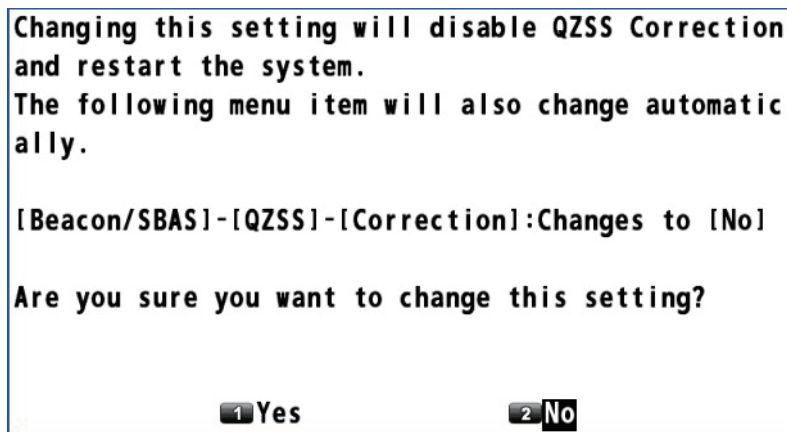 Changing this setting will disable QZSS Correction
and restart the system.
The following menu item will also change automatic
ally.
[Beacon/SBAS]-[QZSS]-[Correction]:Changes to [No]
Are you sure you want to change this setting?
1 Yes 2 No